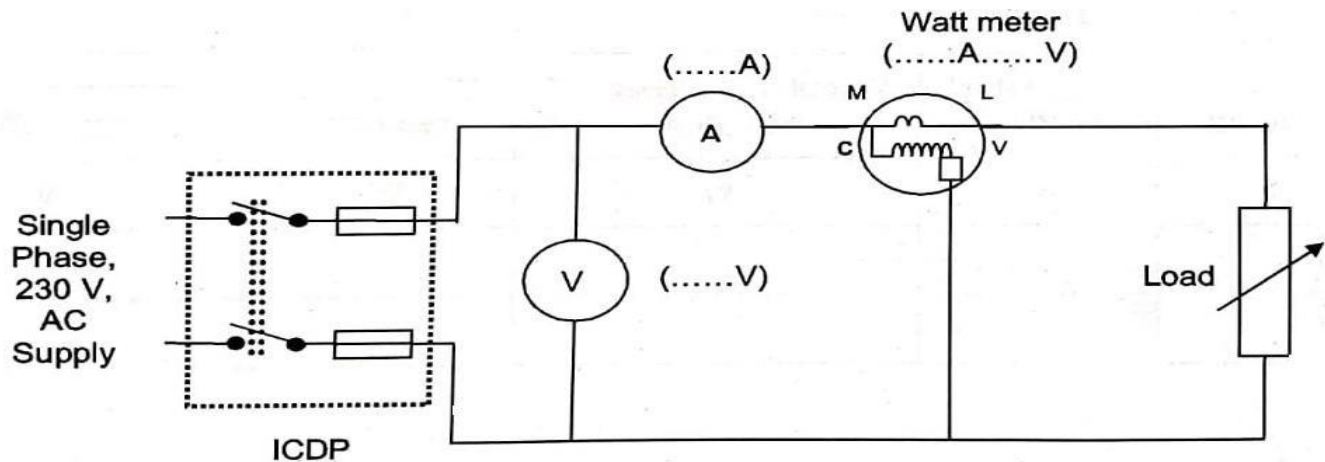 Watt meter
(......A......V)
(......A)
M
L
A
C
V
Single
Phase,
230 V,
AC
Supply
V
(......V)
Load
ICDP